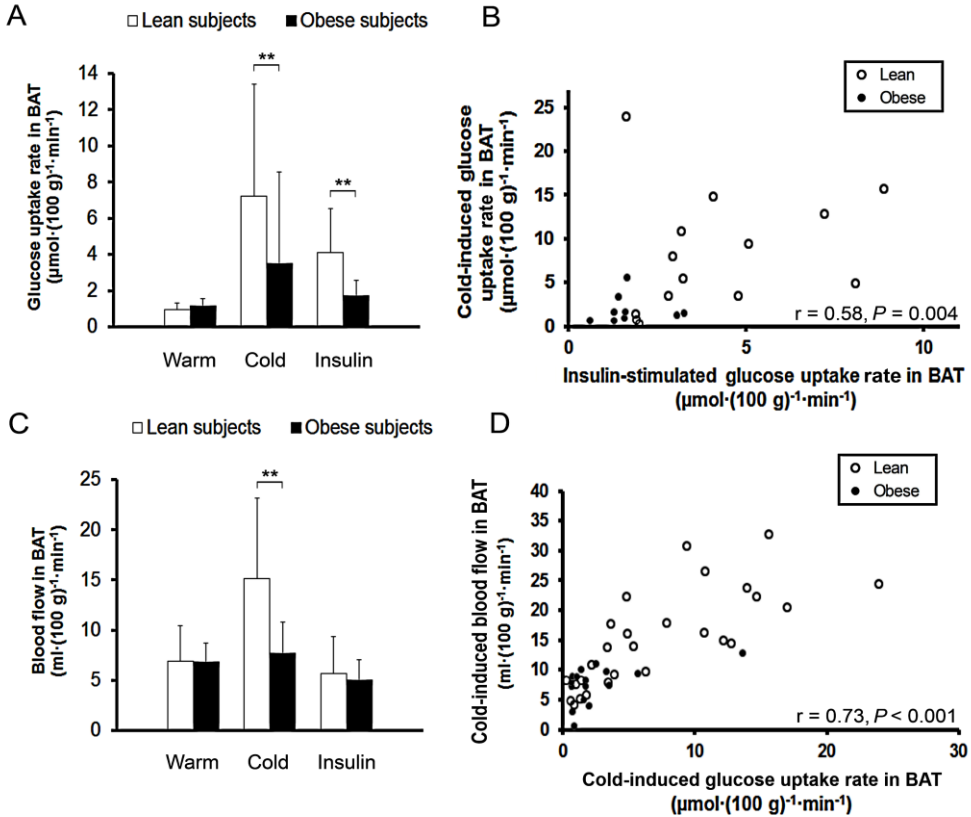 A
Lean subjects
Obese subjects
Glucose uptake rate in BAT
(µmol·(100 g)⁻¹·min⁻¹)
14
12
10
8
6
4
2
0
**
**
Warm
Cold
Insulin
B
Lean
Obese
Cold-induced glucose
uptake rate in BAT
(µmol·(100 g)⁻¹·min⁻¹)
25
20
15
10
5
0
r = 0.58, P = 0.004
0
5
10
Insulin-stimulated glucose uptake rate in BAT
(µmol·(100 g)⁻¹·min⁻¹)
C
Lean subjects
Obese subjects
Blood flow in BAT
(ml·(100 g)⁻¹·min⁻¹)
25
20
15
10
5
0
**
Warm
Cold
Insulin
D
Lean
Obese
Cold-induced blood flow in BAT
(ml·(100 g)⁻¹·min⁻¹)
40
35
30
25
20
15
10
5
0
r = 0.73, P < 0.001
0
10
20
30
Cold-induced glucose uptake rate in BAT
(µmol·(100 g)⁻¹·min⁻¹)